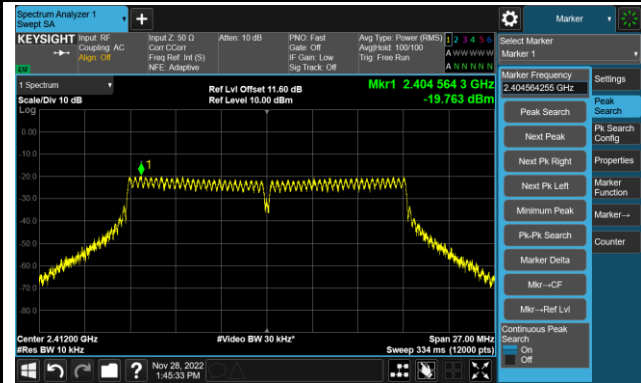 Spectrum Analyzer 1
Swept SA
+
Marker
KEYSIGHT
Input: RF
Coupling: AC
Align: Off
Input Z: 50 Ω
Corr CCorr
Freq Ref: Int (S)
NFE: Adaptive
Atten: 10 dB
PNO: Fast
Gate: Off
IF Gain: Low
Sig Track: Off
Avg Type: Power (RMS)
Avg|Hold: 100/100
Trig: Free Run
1 2 3 4 5 6
A W W W W W
A N N N N N
Select Marker
Marker 1
1 Spectrum
Scale/Div 10 dB
Log
Ref Lvl Offset 11.60 dB
Ref Level 10.00 dBm
Mkr1 2.404 564 3 GHz
-19.763 dBm
0.00
-10.0
-20.0
-30.0
-40.0
-50.0
-60.0
-70.0
-80.0
1
Center 2.41200 GHz
#Res BW 10 kHz
#Video BW 30 kHz*
Span 27.00 MHz
Sweep 334 ms (12000 pts)
Marker Frequency
2.404564255 GHz
Peak Search
Next Peak
Next Pk Right
Next Pk Left
Minimum Peak
Pk-Pk Search
Marker Delta
Mkr→CF
Mkr→Ref Lvl
Continuous Peak
Search
On
Off
Settings
Peak
Search
Pk Search
Config
Properties
Marker
Function
Marker→
Counter
?
Nov 28, 2022
1:45:33 PM